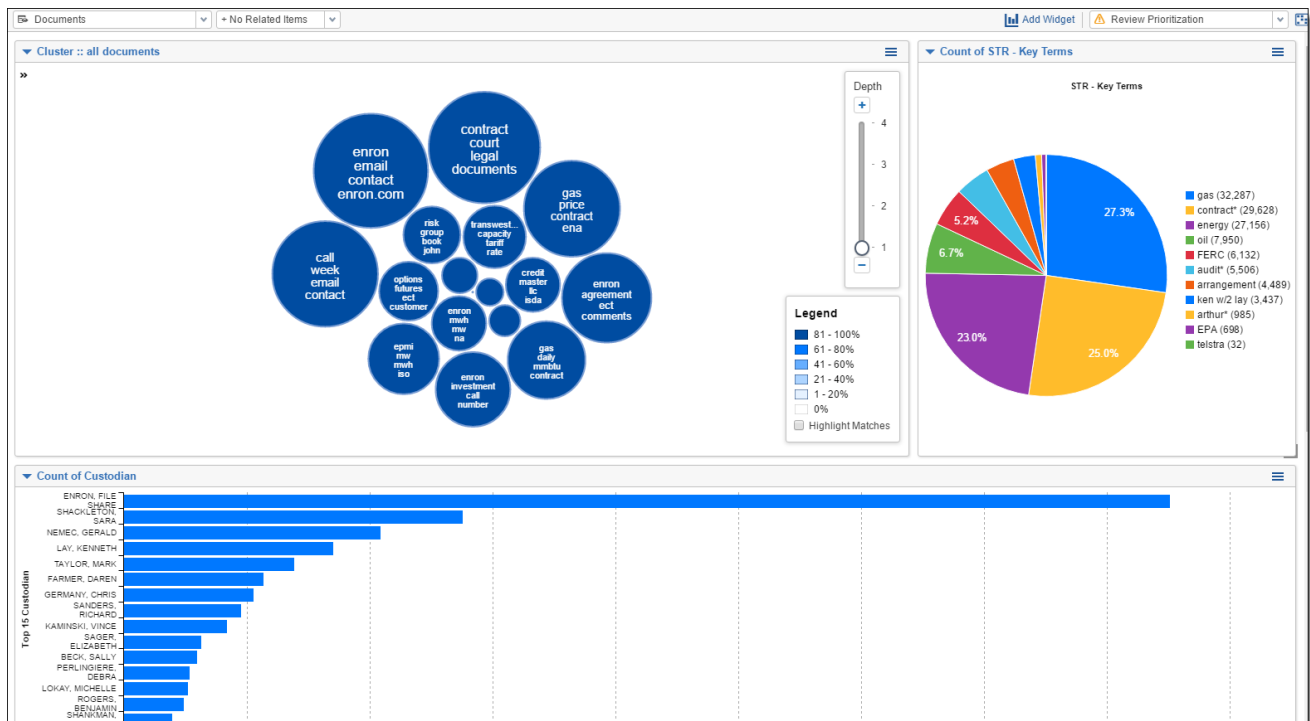 Documents
+ No Related Items
Add Widget
Review Prioritization
Cluster :: all documents
»
enron
email
contact
enron.com
contract
court
legal
documents
gas
price
contract
ena
call
week
email
contact
risk
group
book
john
transwest...
capacity
tariff
rate
options
futures
ect
customer
credit
master
llc
isda
enron
agreement
ect
comments
enron
mwh
mw
na
epmi
mw
mwh
iso
enron
investment
call
number
gas
daily
mmbtu
contract
Depth
+
4
3
2
1
−
Legend
81 - 100%
61 - 80%
41 - 60%
21 - 40%
1 - 20%
0%
Highlight Matches
Count of STR - Key Terms
STR - Key Terms
27.3%
25.0%
23.0%
6.7%
5.2%
gas (32,287)
contract* (29,628)
energy (27,156)
oil (7,950)
FERC (6,132)
audit* (5,506)
arrangement (4,489)
ken w/2 lay (3,437)
arthur* (985)
EPA (698)
telstra (32)
Count of Custodian
Top 15 Custodian
ENRON, FILE
SHARE
SHACKLETON,
SARA
NEMEC, GERALD
LAY, KENNETH
TAYLOR, MARK
FARMER, DAREN
GERMANY, CHRIS
SANDERS,
RICHARD
KAMINSKI, VINCE
SAGER,
ELIZABETH
BECK, SALLY
PERLINGIERE,
DEBRA
LOKAY, MICHELLE
ROGERS,
BENJAMIN
SHANKMAN,